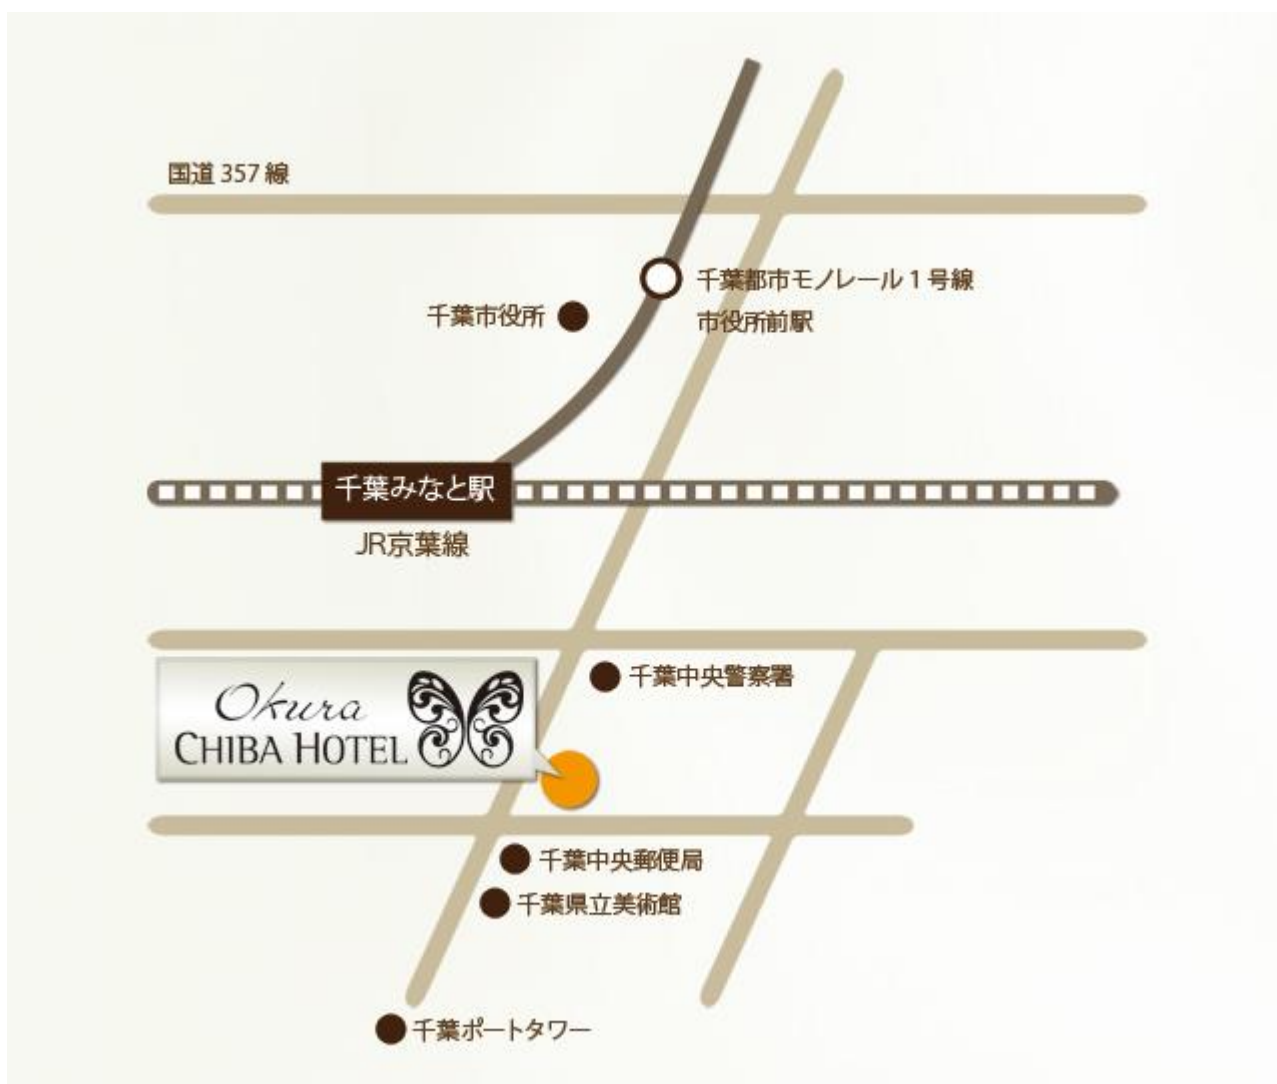 国道 357 線
千葉都市モノレール 1 号線
市役所前駅
千葉市役所
千葉みなと駅
JR京葉線
千葉中央警察署
Okura
CHIBA HOTEL
千葉中央郵便局
千葉県立美術館
千葉ポートタワー